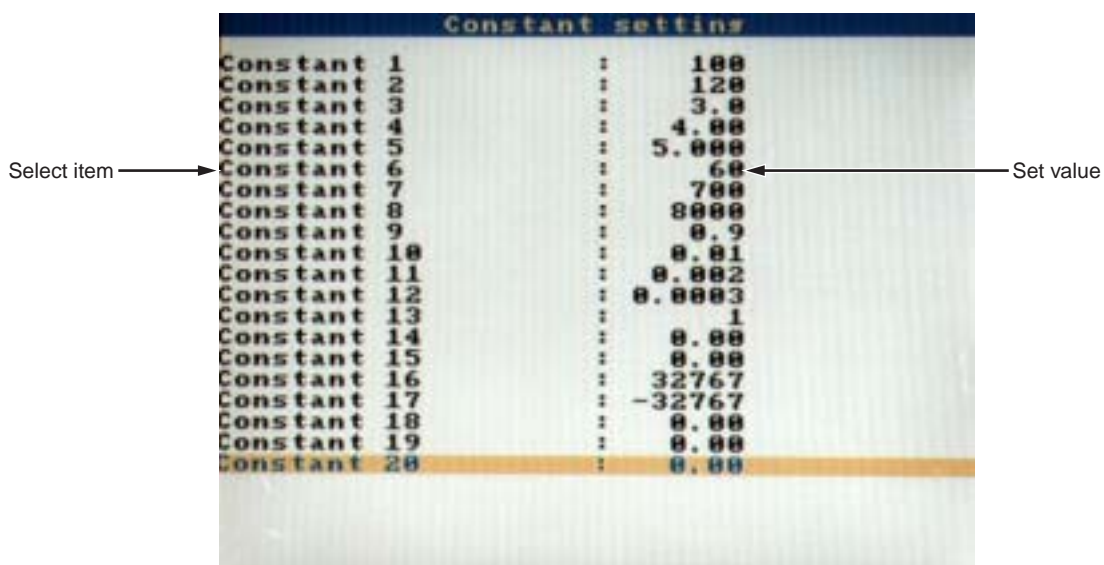 Constant setting
Constant 1 : 100
Constant 2 : 120
Constant 3 : 3.0
Constant 4 : 4.00
Constant 5 : 5.000
Select item Constant 6 : 60 Set value
Constant 7 : 700
Constant 8 : 8000
Constant 9 : 0.9
Constant 10 : 0.01
Constant 11 : 0.002
Constant 12 : 0.0003
Constant 13 : 1
Constant 14 : 0.00
Constant 15 : 0.00
Constant 16 : 32767
Constant 17 : -32767
Constant 18 : 0.00
Constant 19 : 0.00
Constant 20 : 0.00